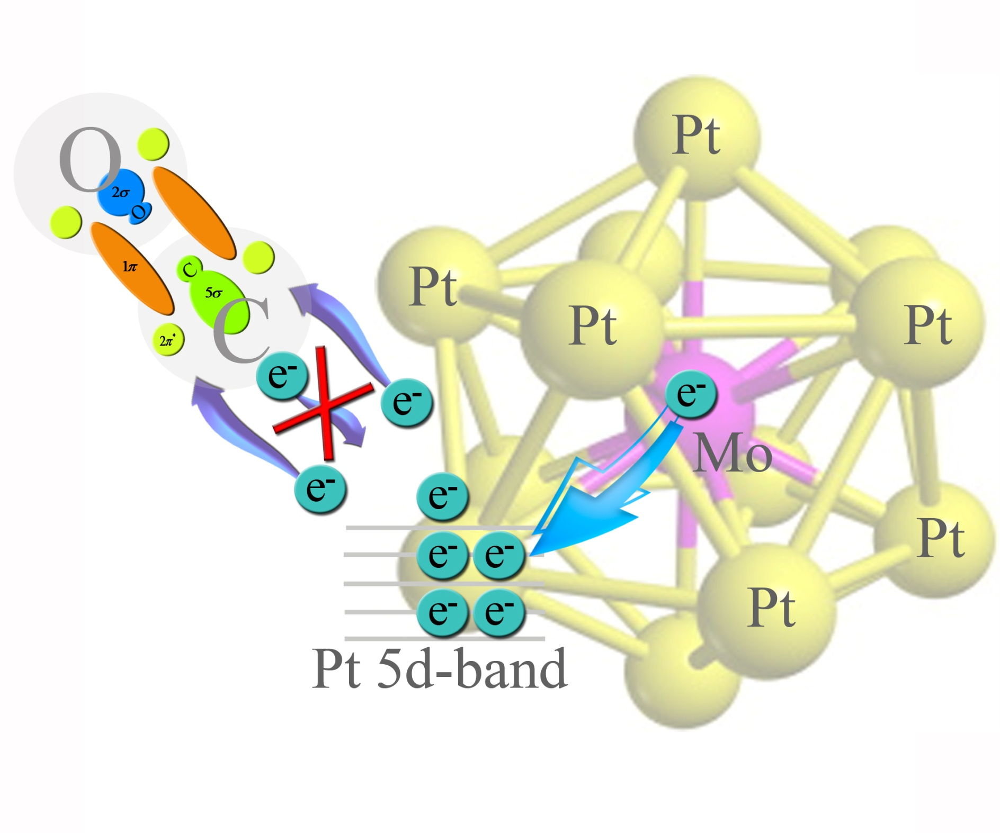 Pt
O
2σ
O
Pt
Pt
Pt
1π
C
5σ
C
2π*
e-
e-
e-
e-
Mo
e-
e- e-
e- e-
Pt
Pt
Pt 5d-band